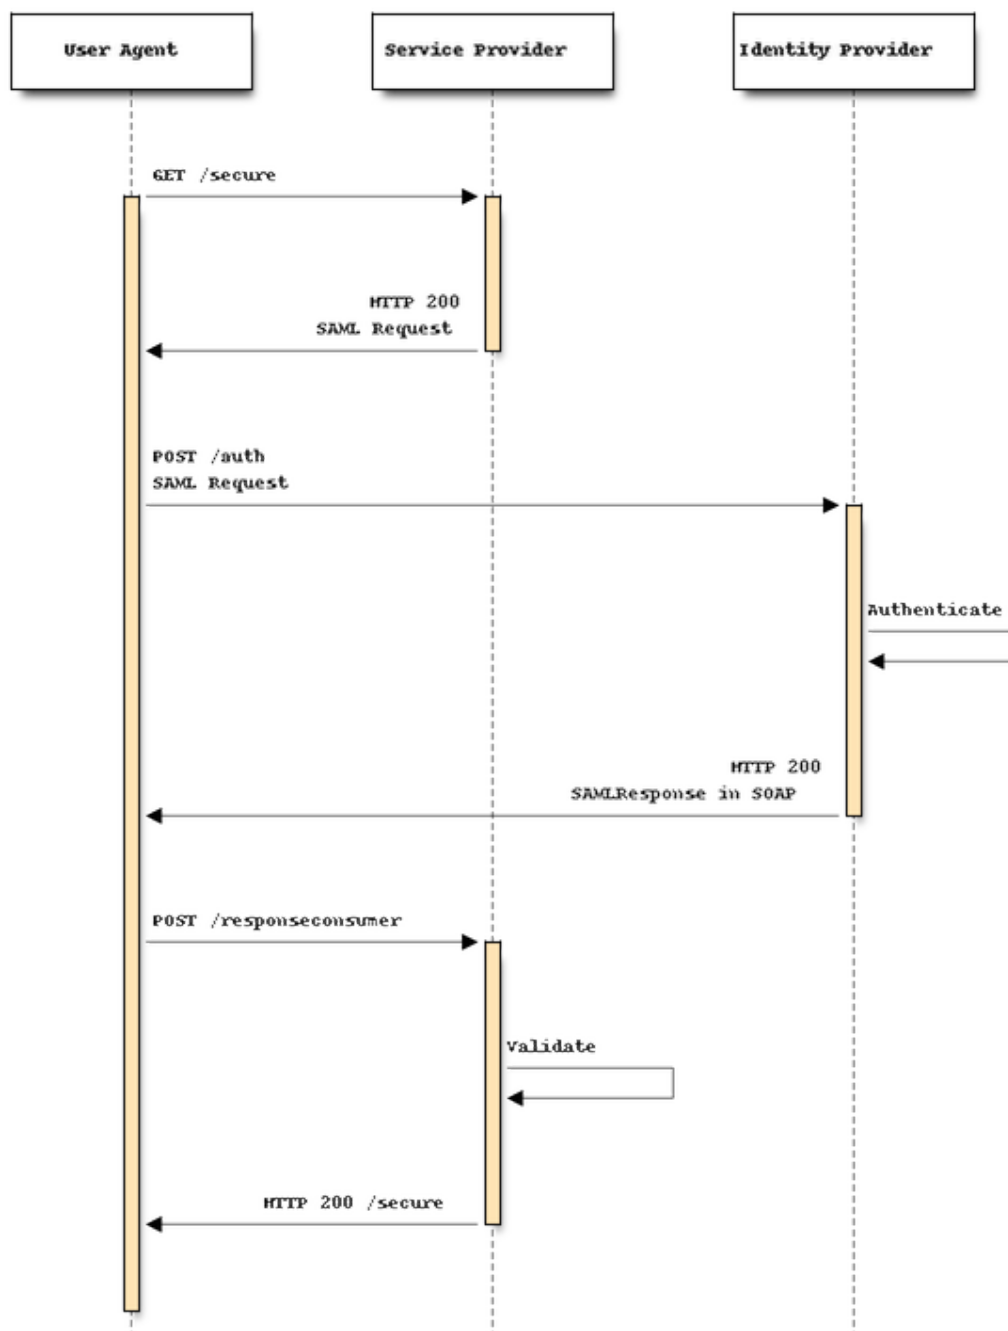 User Agent
Service Provider
Identity Provider
GET /secure
HTTP 200
SAML Request
POST /auth
SAML Request
Authenticate
HTTP 200
SAMLResponse in SOAP
POST /responseconsumer
Validate
HTTP 200 /secure